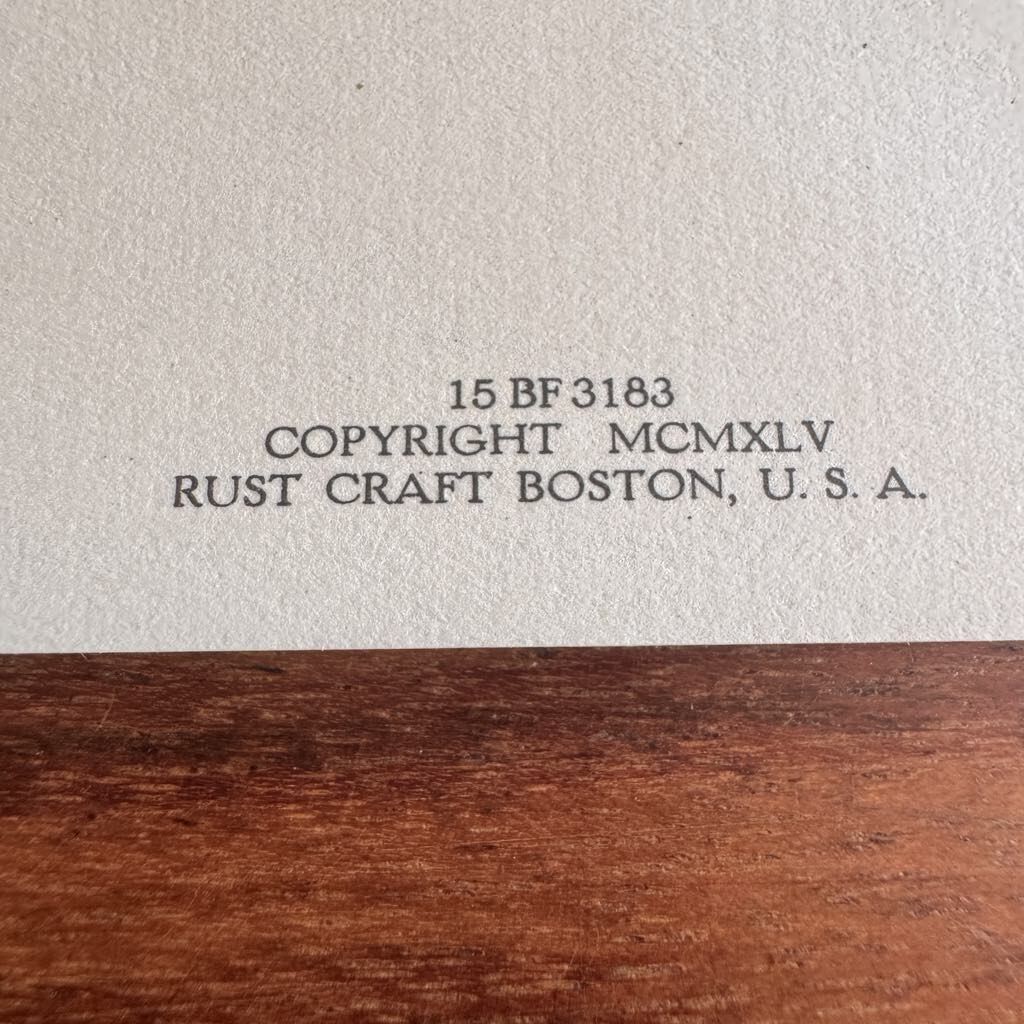 15 BF 3183
COPYRIGHT MCMXLV
RUST CRAFT BOSTON, U. S. A.